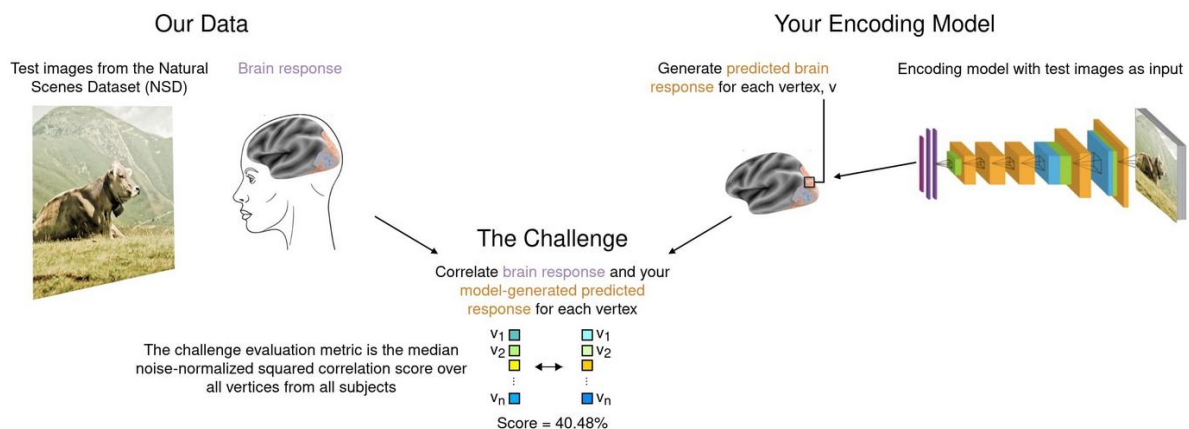 Our Data
Test images from the Natural
Scenes Dataset (NSD)
Brain response
Your Encoding Model
Generate predicted brain
response for each vertex, v
Encoding model with test images as input
The Challenge
Correlate brain response and your
model-generated predicted
response for each vertex
v1 v1
v2 v2
⋮ ⋮
vn vn
Score = 40.48%
The challenge evaluation metric is the median
noise-normalized squared correlation score over
all vertices from all subjects